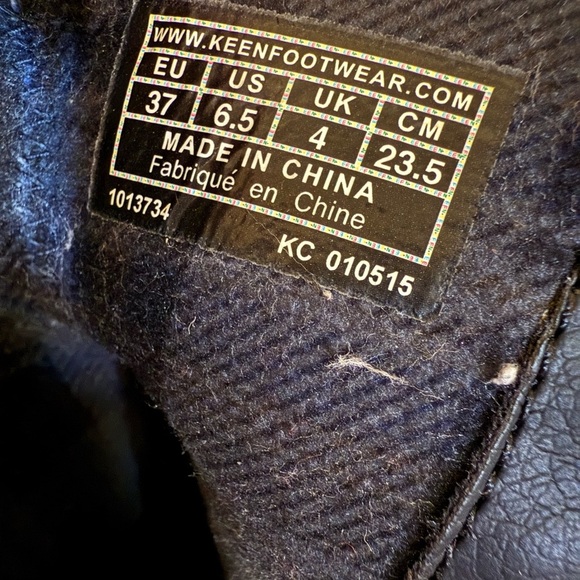 WWW.KEENFOOTWEAR.COM
EU US UK CM
37 6.5 4 23.5
MADE IN CHINA
Fabriqué en Chine
1013734 KC 010515